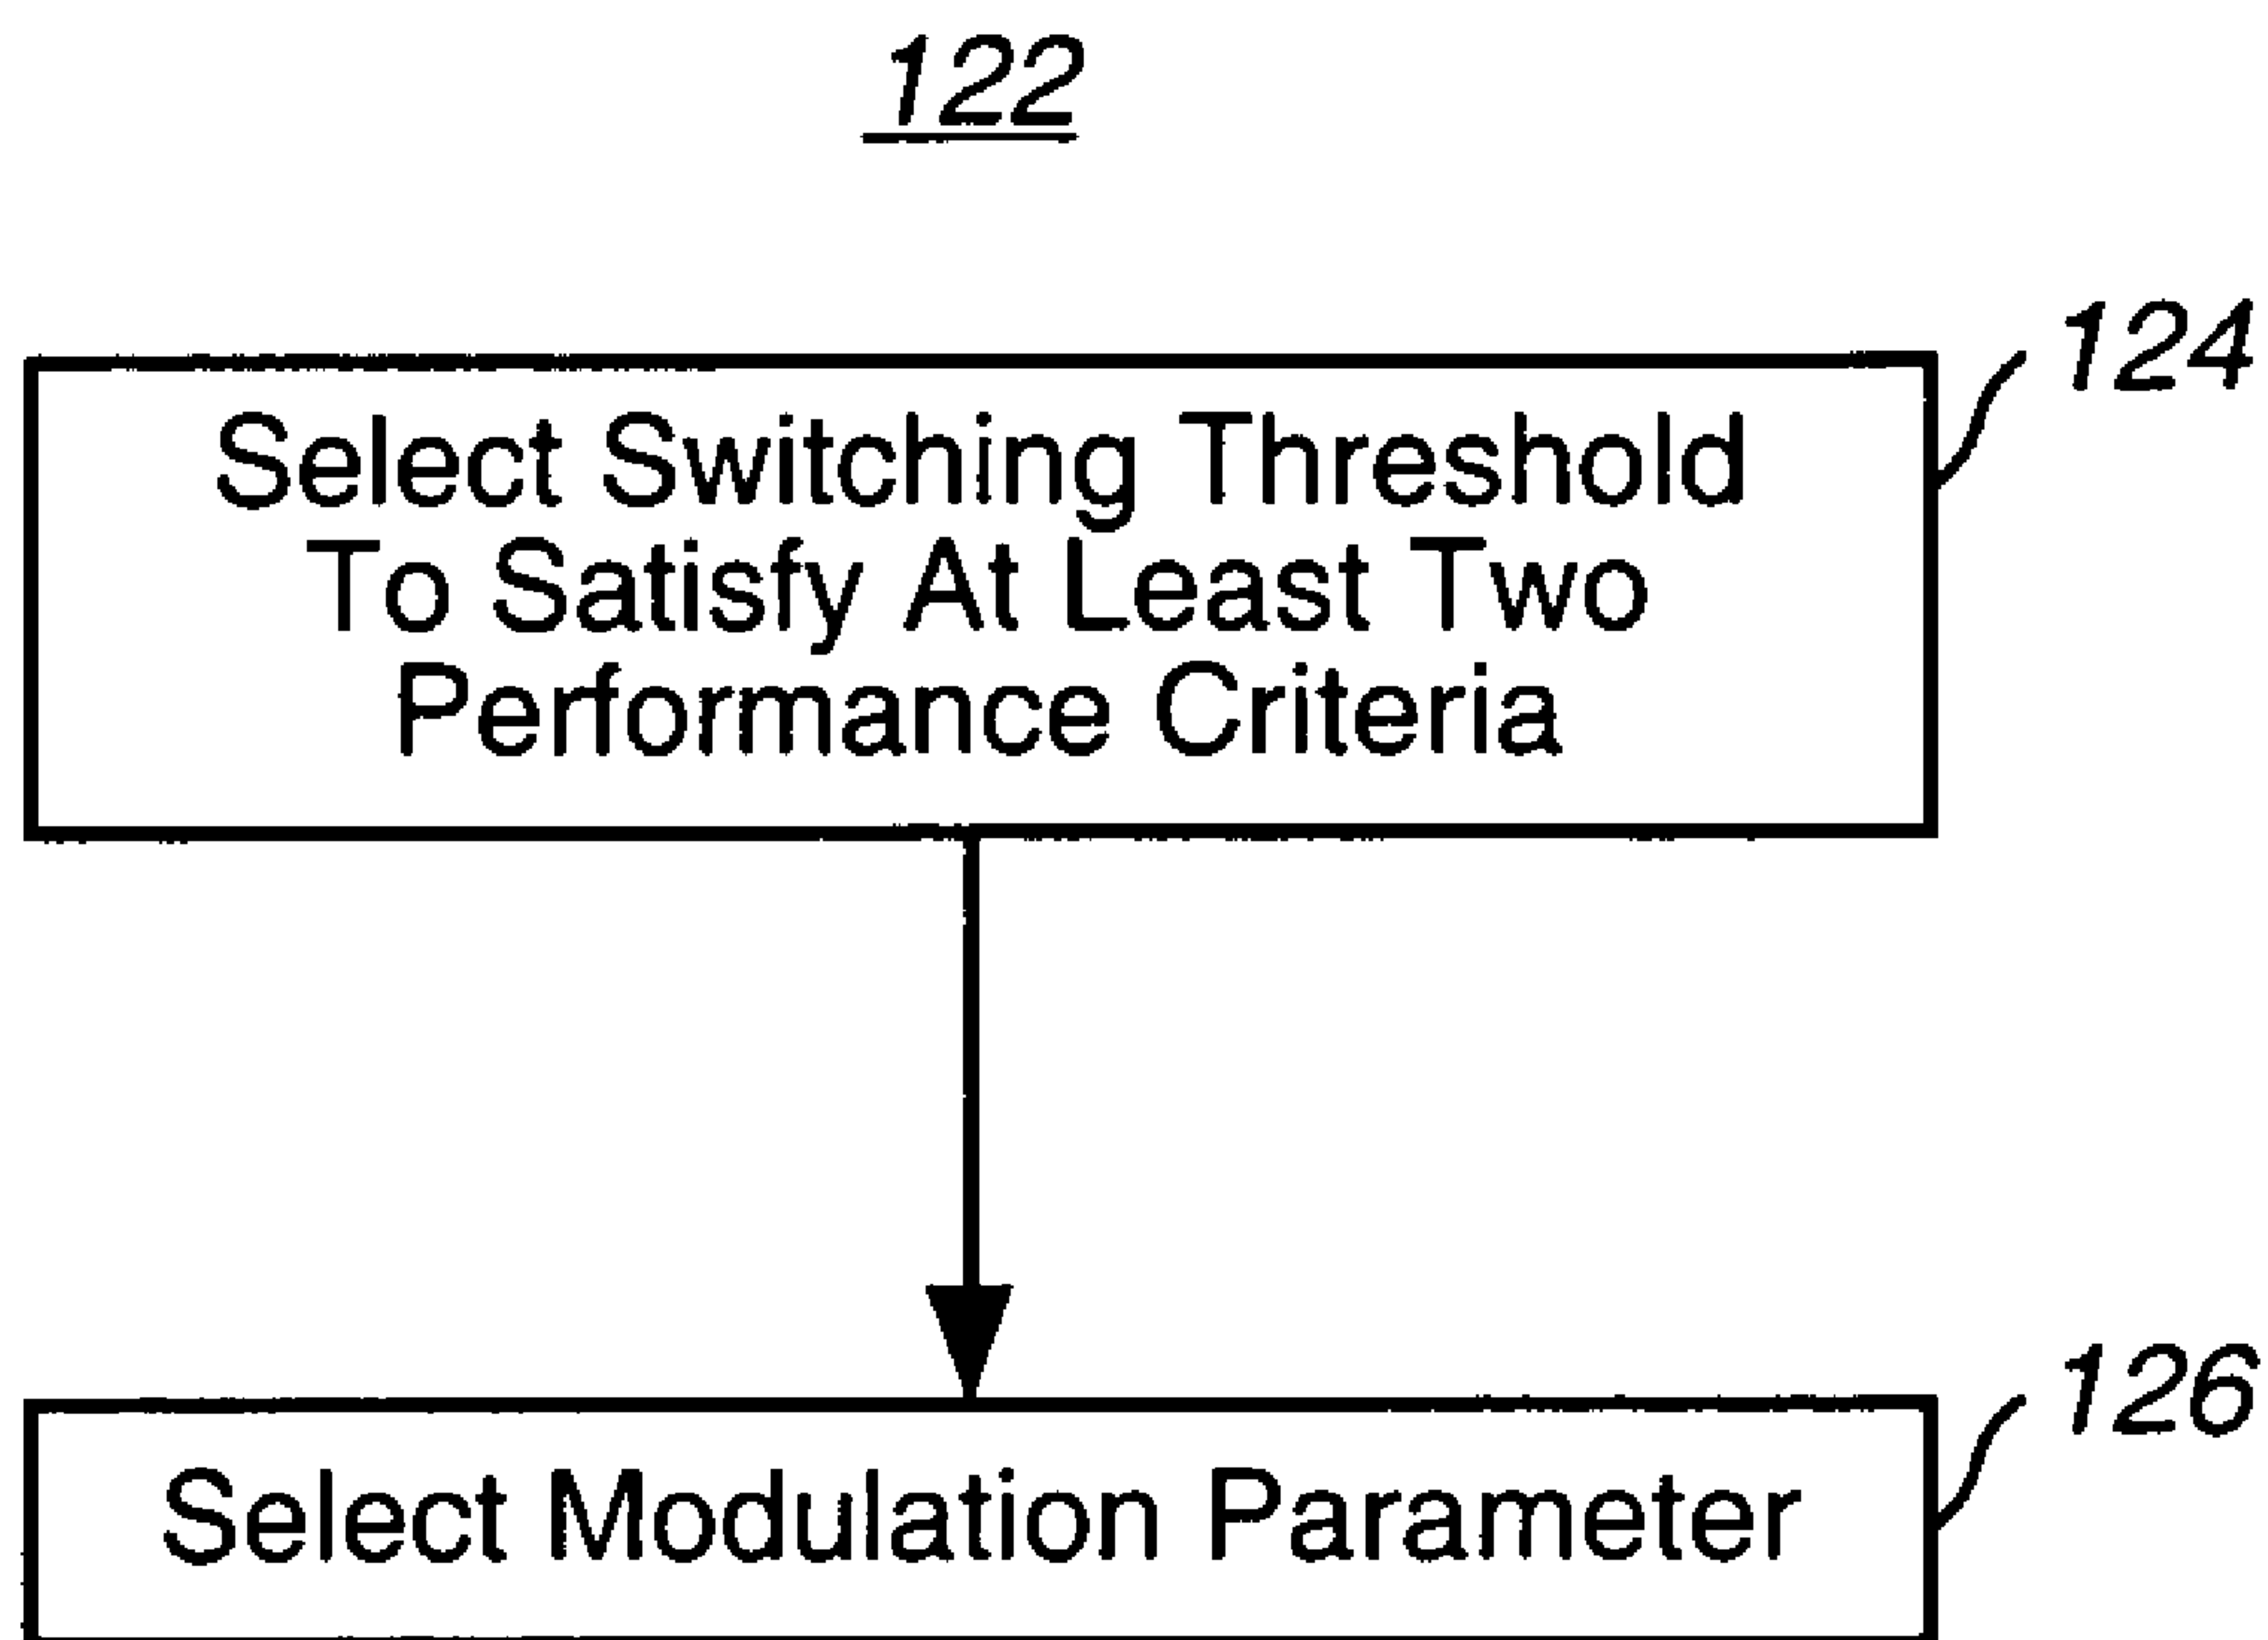 122
124
Select Switching Threshold
To Satisfy At Least Two
Performance Criteria
126
Select Modulation Parameter